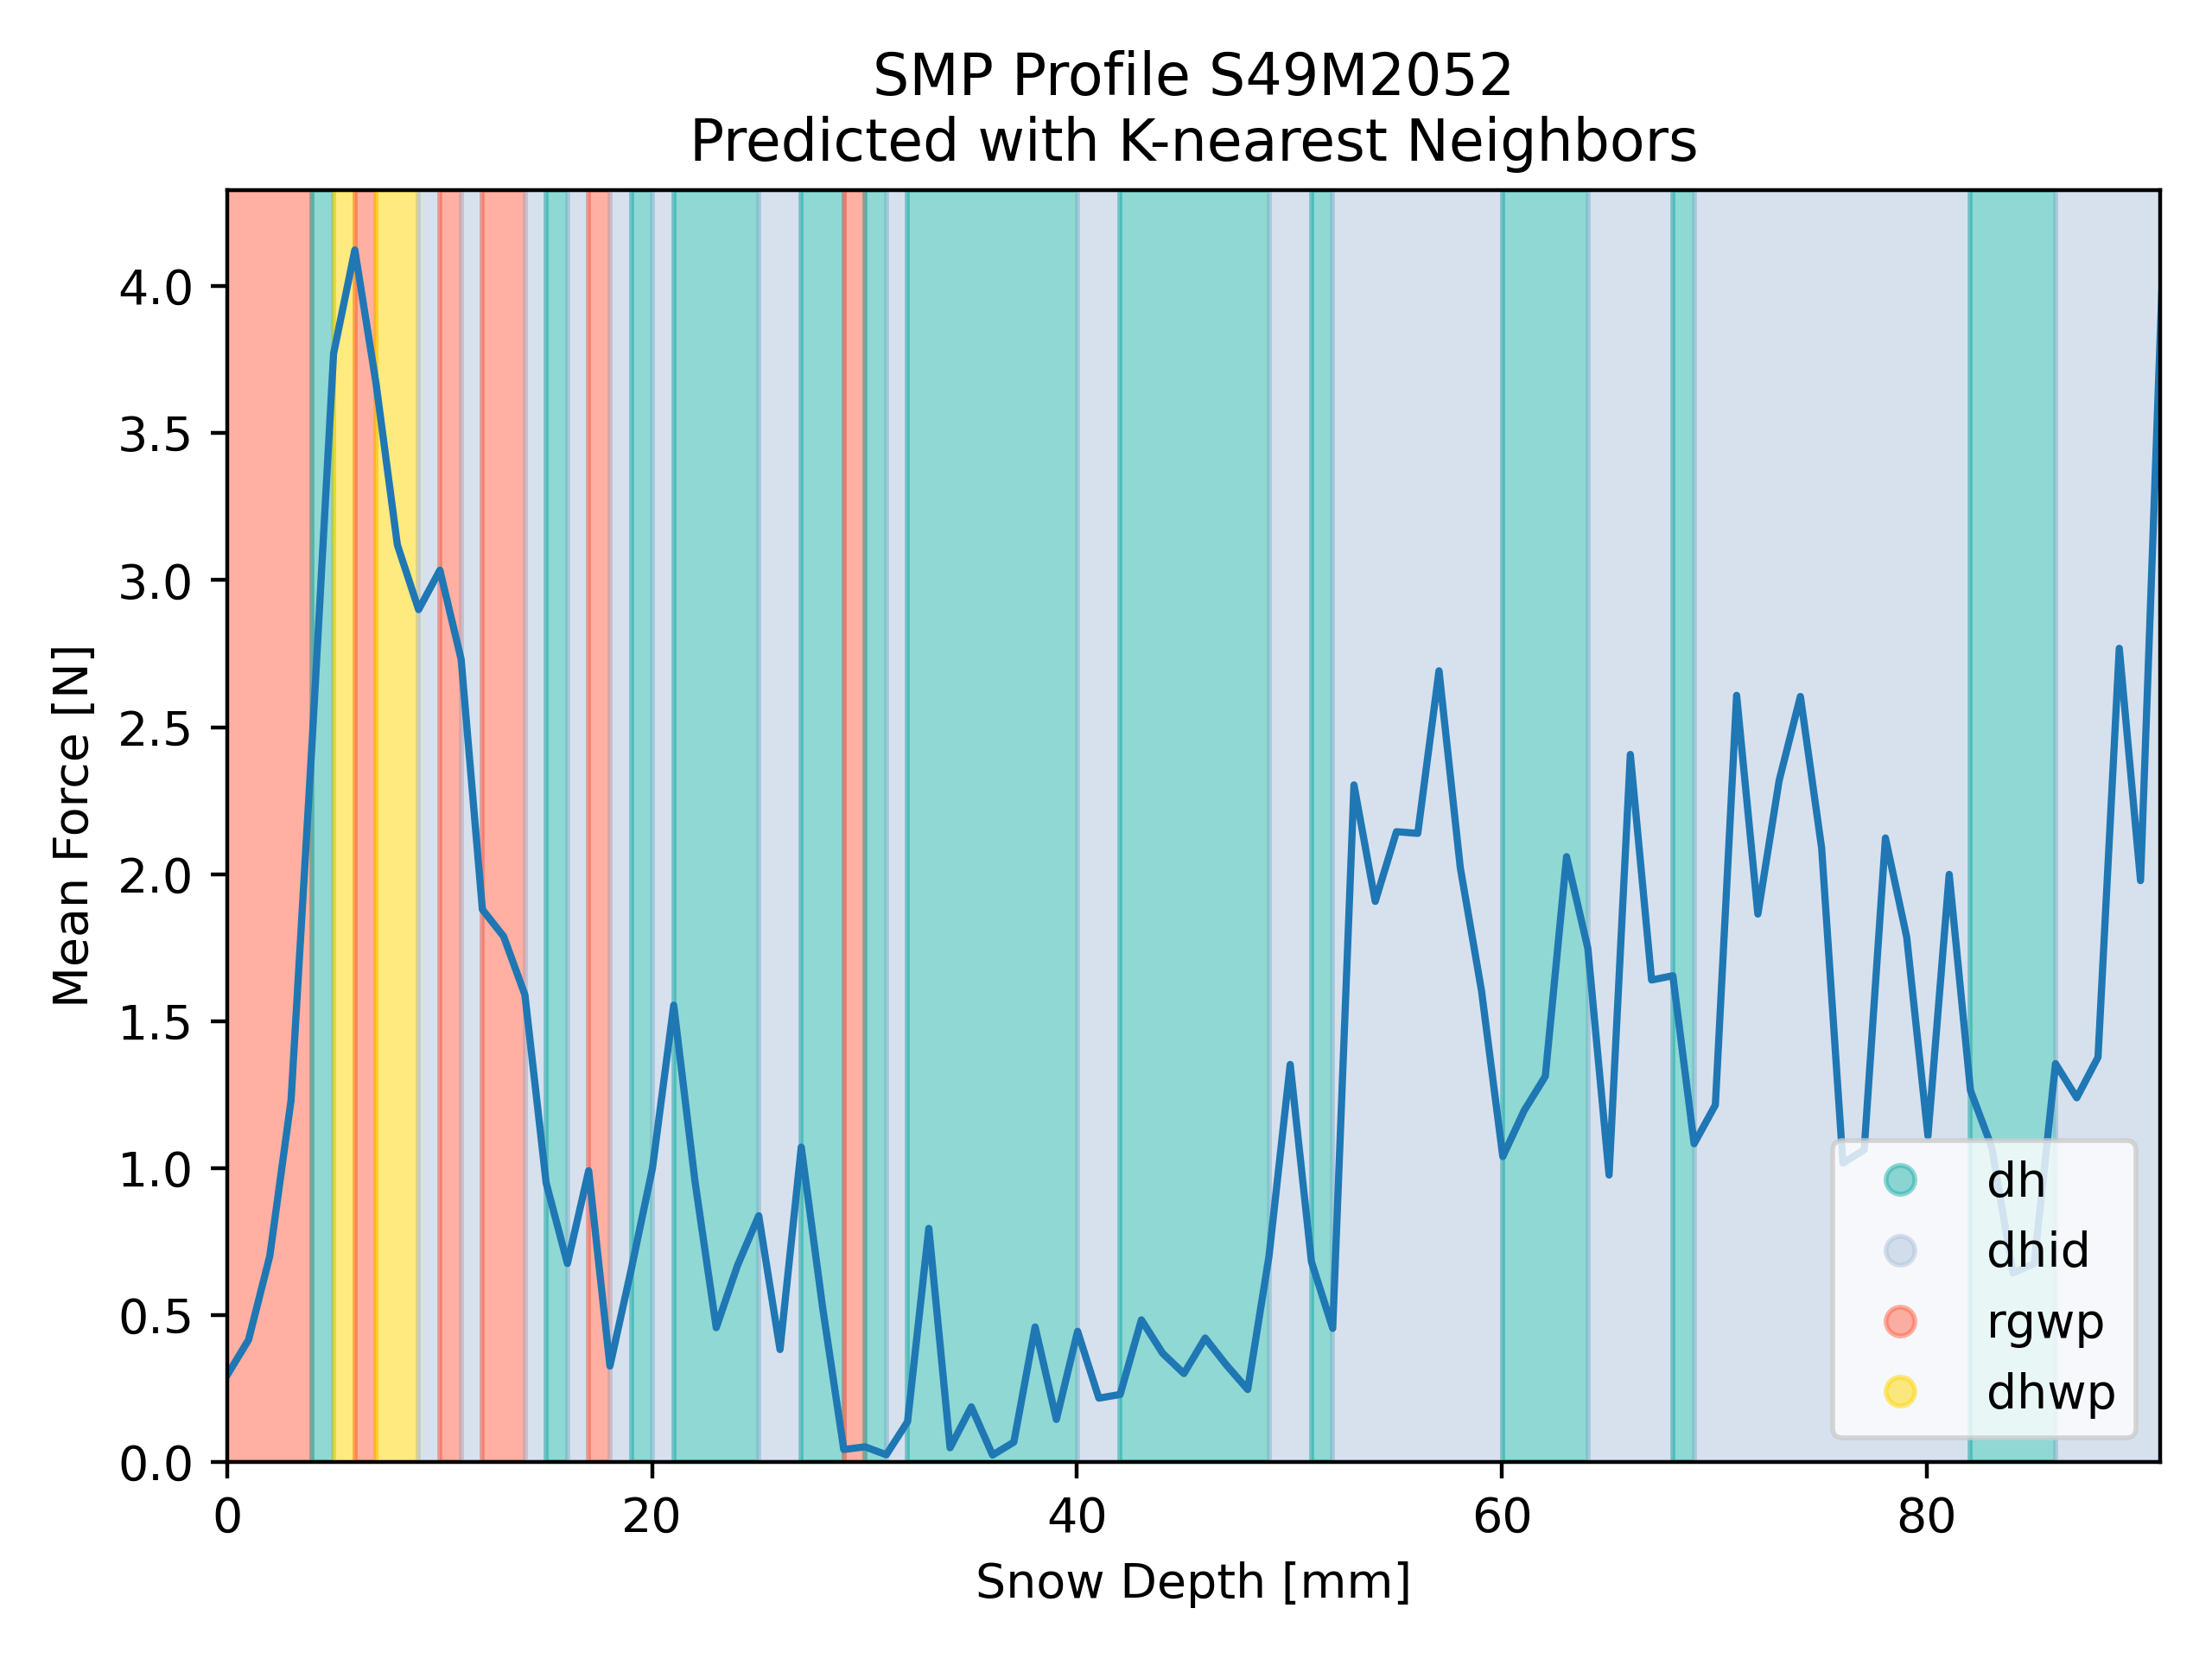 SMP Profile S49M2052
Predicted with K-nearest Neighbors
Mean Force [N]
4.0
3.5
3.0
2.5
2.0
1.5
1.0
0.5
0.0
dh
dhid
rgwp
dhwp
0 20 40 60 80
Snow Depth [mm]